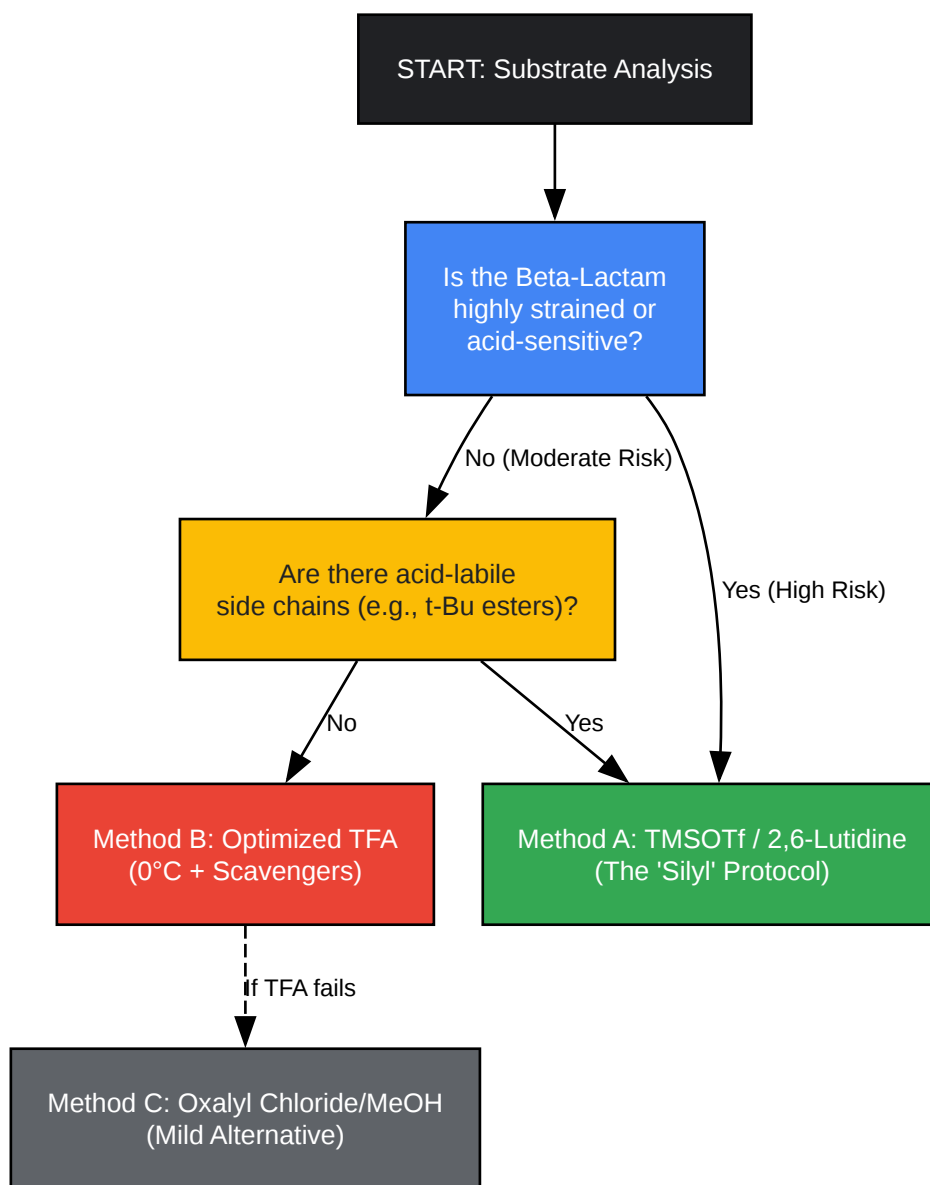 START: Substrate Analysis
Is the Beta-Lactam
highly strained or
acid-sensitive?
No (Moderate Risk)
Yes (High Risk)
Are there acid-labile
side chains (e.g., t-Bu esters)?
No
Yes
Method B: Optimized TFA
(0°C + Scavengers)
Method A: TMSOTf / 2,6-Lutidine
(The 'Silyl' Protocol)
If TFA fails
Method C: Oxalyl Chloride/MeOH
(Mild Alternative)